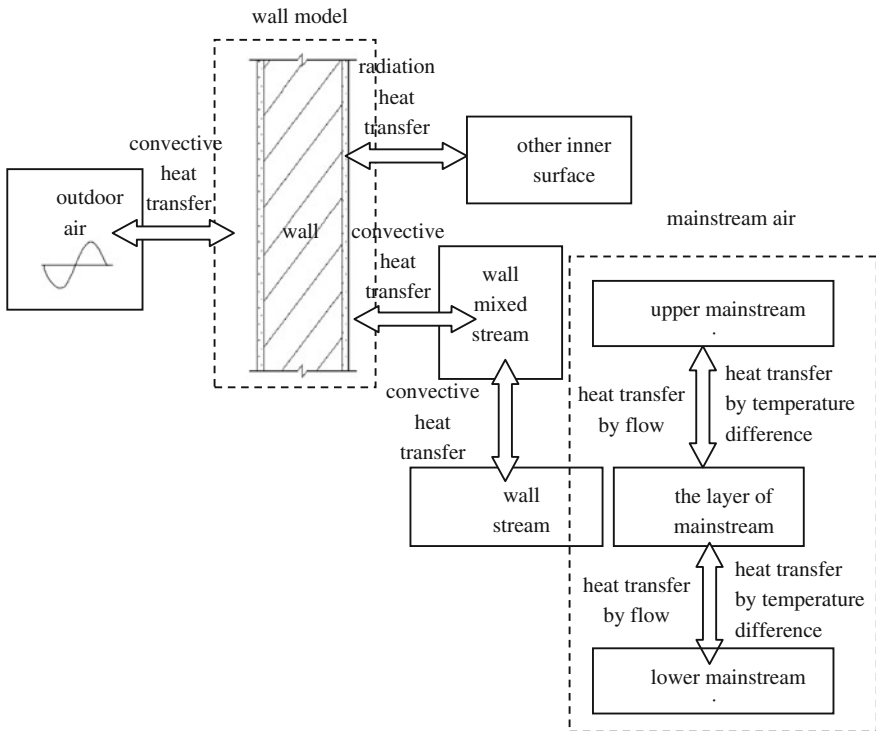 wall model
radiation
heat
transfer
convective
heat
transfer
other inner
surface
outdoor
air
wall
convective
heat
transfer
mainstream air
wall
mixed
stream
upper mainstream
.
convective
heat
transfer
heat transfer
by flow
heat transfer
by temperature
difference
wall
stream
the layer of
mainstream
heat transfer
by flow
heat transfer
by temperature
difference
lower mainstream
.